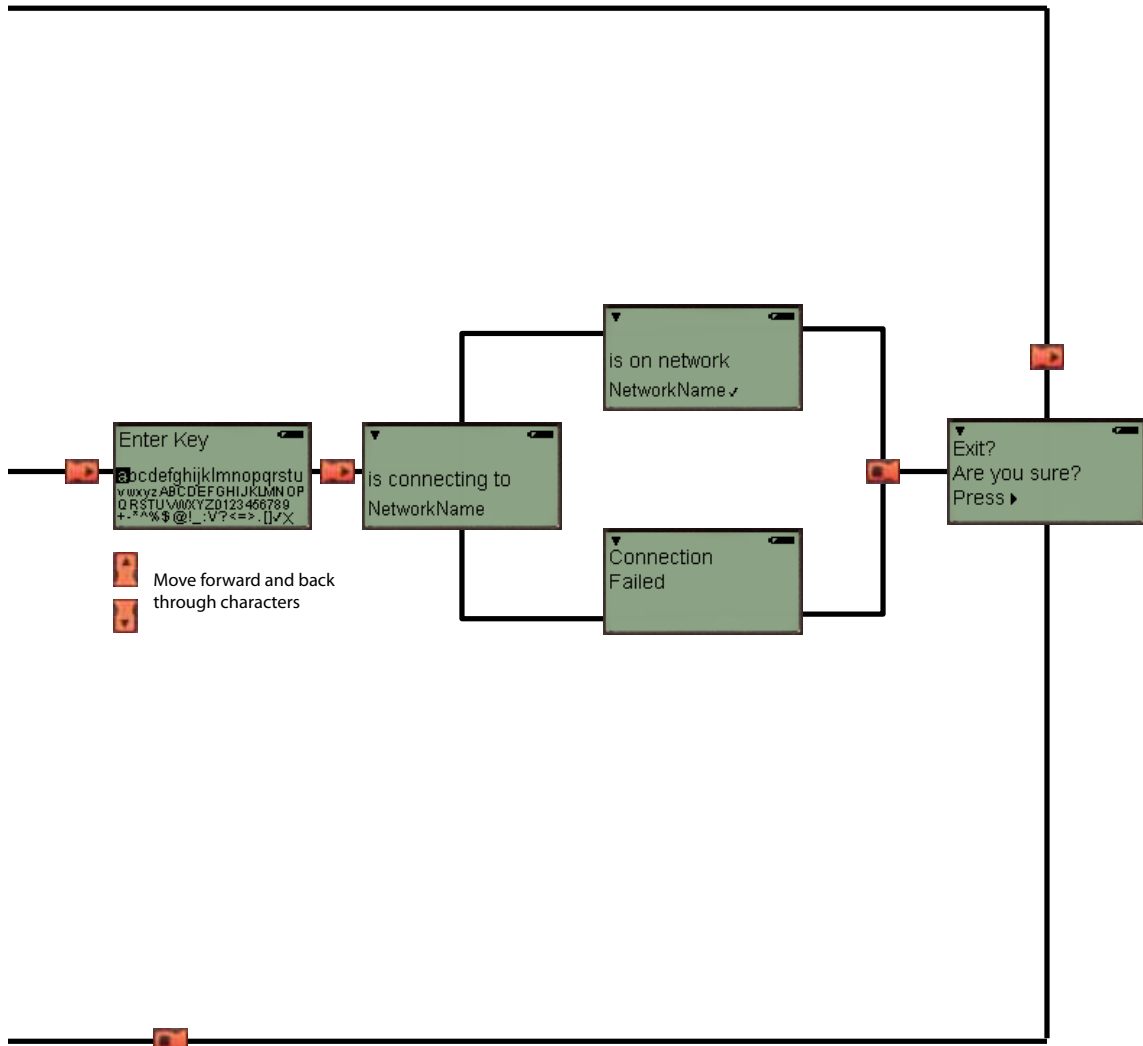 Enter Key
abcdefghijklmnopqrstu
vwxyzABCDEFGHIJKLMNOP
QRSTUVWXYZ0123456789
+-*^%$@!_:\/?<=>.[]✓X
Move forward and back
through characters
is connecting to
NetworkName
is on network
NetworkName ✓
Connection
Failed
Exit?
Are you sure?
Press ▶